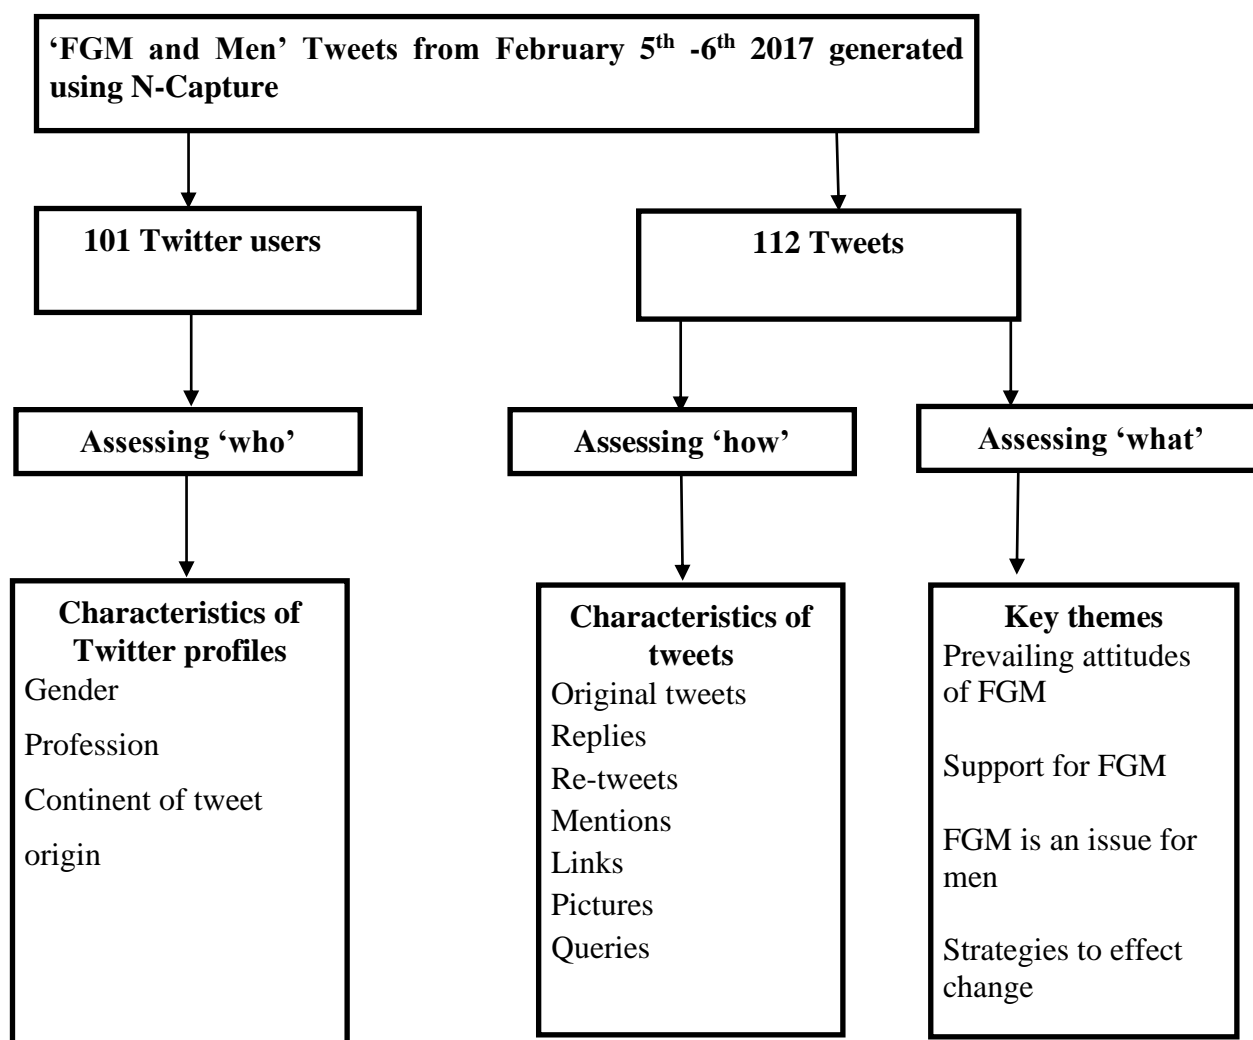 ‘FGM and Men’ Tweets from February 5th -6th 2017 generated
using N-Capture
101 Twitter users
112 Tweets
Assessing ‘who’
Assessing ‘how’
Assessing ‘what’
Characteristics of
Twitter profiles
Gender
Profession
Continent of tweet
origin
Characteristics of
tweets
Original tweets
Replies
Re-tweets
Mentions
Links
Pictures
Queries
Key themes
Prevailing attitudes
of FGM
Support for FGM
FGM is an issue for
men
Strategies to effect
change